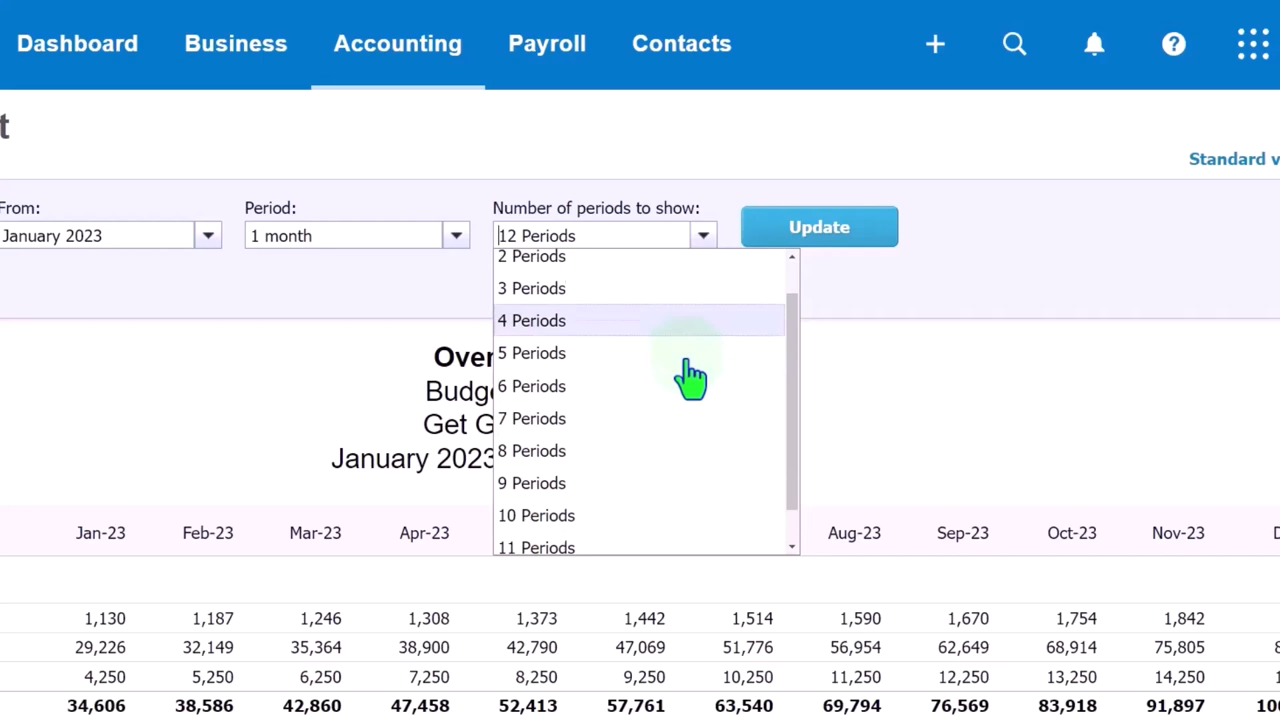 Dashboard Business Accounting Payroll Contacts
t
Standard v
From: Period: Number of periods to show:
January 2023 1 month 12 Periods Update
2 Periods
3 Periods
4 Periods
Over
5 Periods
Budge
6 Periods
Get G
7 Periods
January 2023
8 Periods
9 Periods
10 Periods
11 Periods
Jan-23 Feb-23 Mar-23 Apr-23 Aug-23 Sep-23 Oct-23 Nov-23 D
1,130 1,187 1,246 1,308 1,373 1,442 1,514 1,590 1,670 1,754 1,842
29,226 32,149 35,364 38,900 42,790 47,069 51,776 56,954 62,649 68,914 75,805 8
4,250 5,250 6,250 7,250 8,250 9,250 10,250 11,250 12,250 13,250 14,250 1
34,606 38,586 42,860 47,458 52,413 57,761 63,540 69,794 76,569 83,918 91,897 10